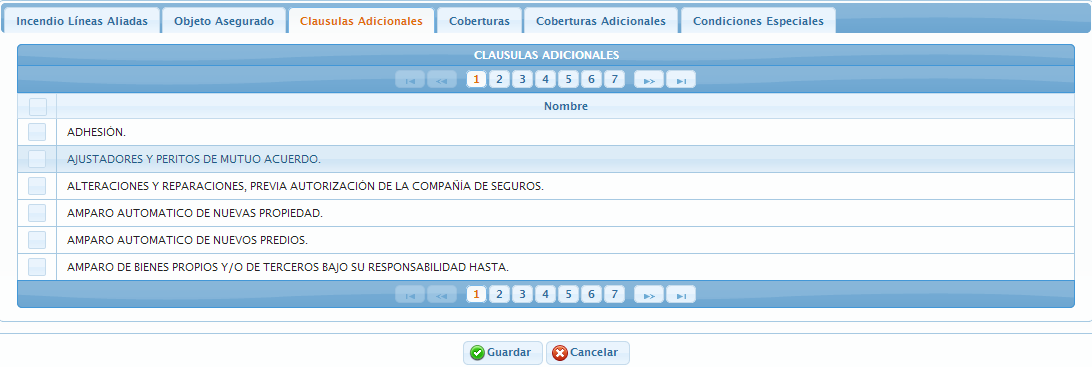 Incendio Líneas Aliadas Objeto Asegurado Clausulas Adicionales Coberturas Coberturas Adicionales Condiciones Especiales
CLAUSULAS ADICIONALES
1 2 3 4 5 6 7
Nombre
ADHESIÓN.
AJUSTADORES Y PERITOS DE MUTUO ACUERDO.
ALTERACIONES Y REPARACIONES, PREVIA AUTORIZACIÓN DE LA COMPAÑÍA DE SEGUROS.
AMPARO AUTOMATICO DE NUEVAS PROPIEDAD.
AMPARO AUTOMATICO DE NUEVOS PREDIOS.
AMPARO DE BIENES PROPIOS Y/O DE TERCEROS BAJO SU RESPONSABILIDAD HASTA.
1 2 3 4 5 6 7
Guardar Cancelar